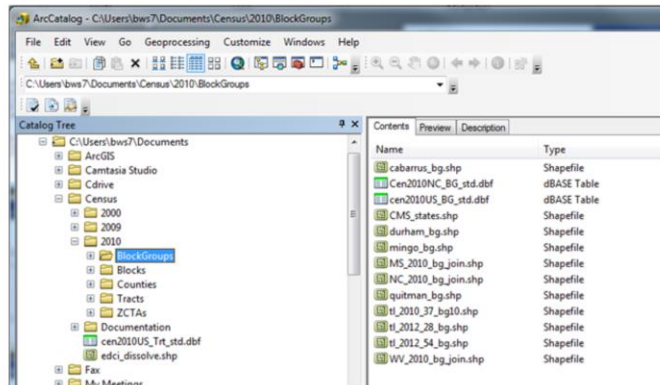 ArcCatalog - C:\Users\bws7\Documents\Census\2010\BlockGroups
File Edit View Go Geoprocessing Customize Windows Help
C:\Users\bws7\Documents\Census\2010\BlockGroups
Catalog Tree
C:\Users\bws7\Documents
ArcGIS
Camtasia Studio
Cdrive
Census
2000
2009
2010
BlockGroups
Blocks
Counties
Tracts
ZCTAs
Documentation
cen2010US_Trt_std.dbf
edci_dissolve.shp
Fax
My Meetings
Contents Preview Description
Name Type
cabarrus_bg.shp Shapefile
Cen2010NC_BG_std.dbf dBASE Table
cen2010US_BG_std.dbf dBASE Table
CMS_states.shp Shapefile
durham_bg.shp Shapefile
mingo_bg.shp Shapefile
MS_2010_bg_join.shp Shapefile
NC_2010_bg_join.shp Shapefile
quitman_bg.shp Shapefile
tl_2010_37_bg10.shp Shapefile
tl_2012_28_bg.shp Shapefile
tl_2012_54_bg.shp Shapefile
WV_2010_bg_join.shp Shapefile